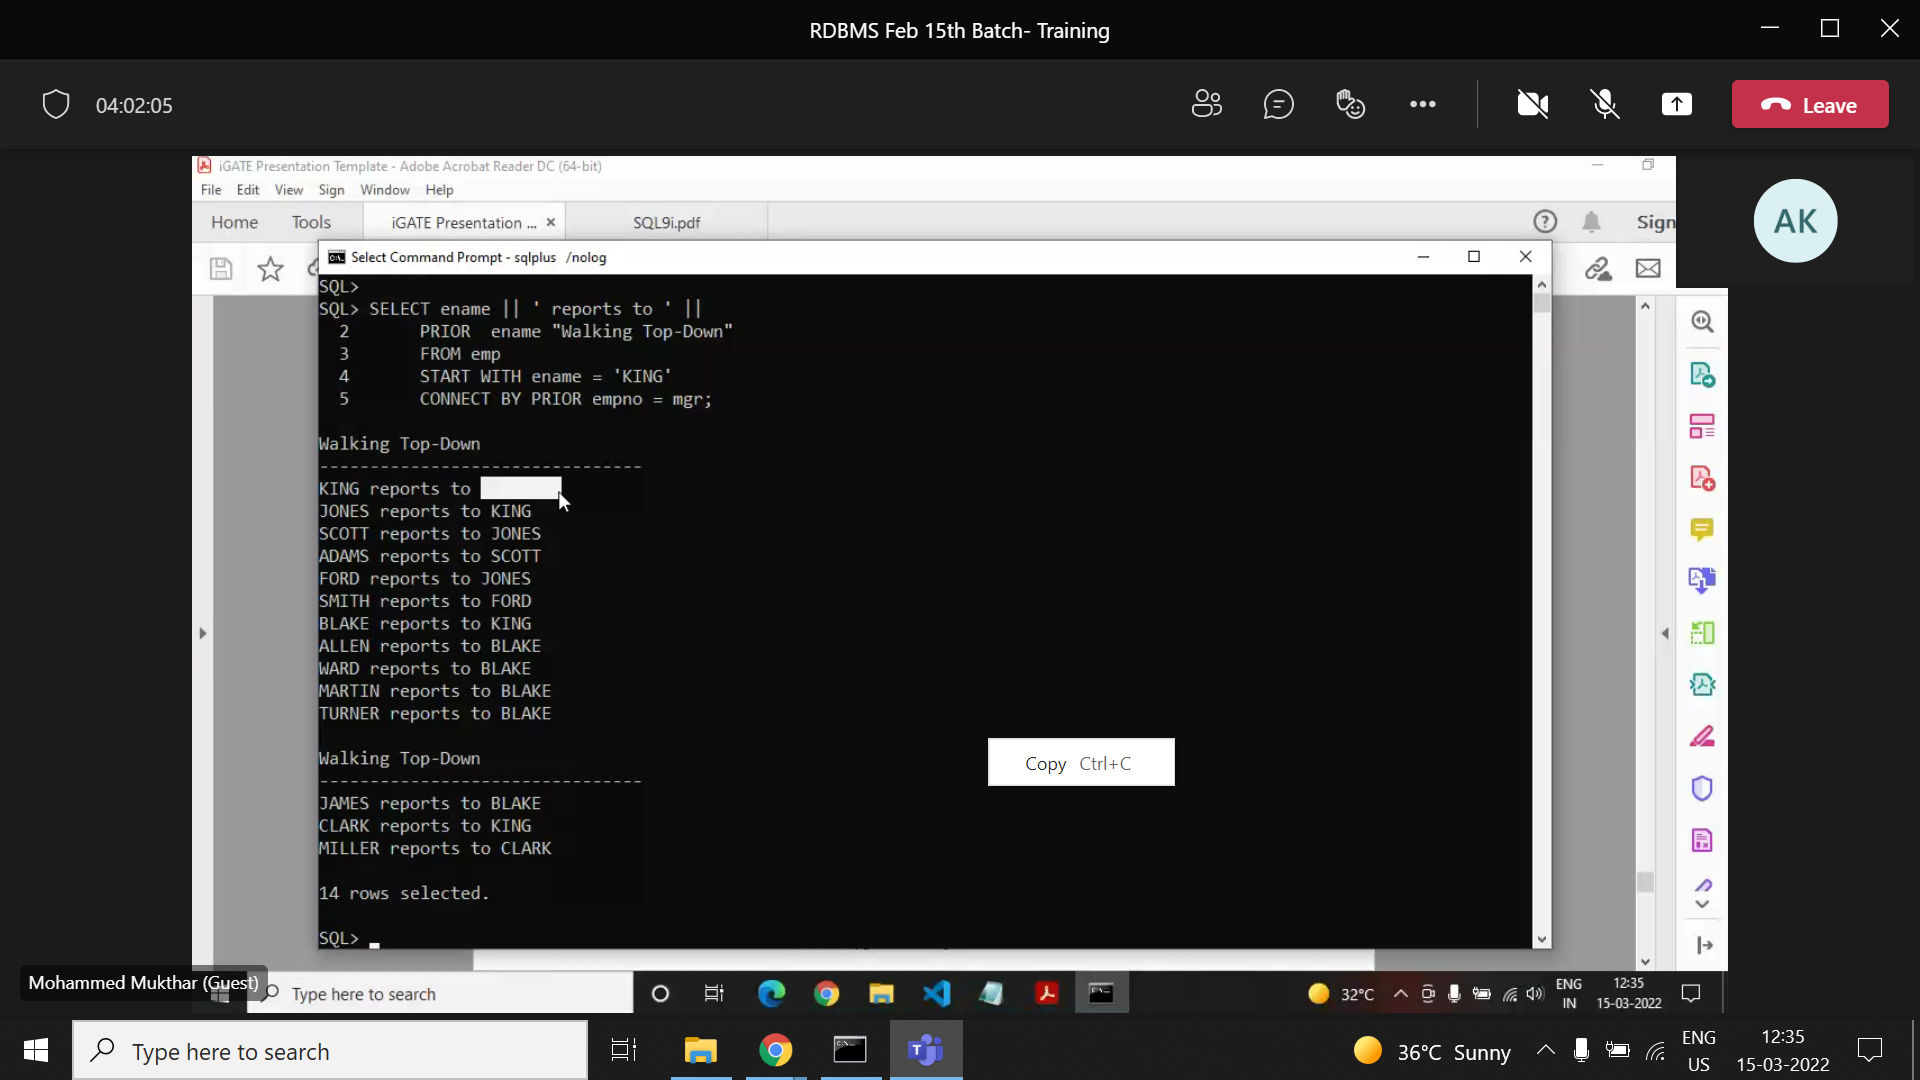 RDBMS Feb 15th Batch- Training
04:02:05
Leave
iGATE Presentation Template - Adobe Acrobat Reader DC (64-bit)
File Edit View Sign Window Help
Home Tools iGATE Presentation ... × SQL9i.pdf Sign
AK
Select Command Prompt - sqlplus /nolog
SQL>
SQL> SELECT ename || ' reports to ' ||
2 PRIOR ename "Walking Top-Down"
3 FROM emp
4 START WITH ename = 'KING'
5 CONNECT BY PRIOR empno = mgr;
Walking Top-Down
--------------------------------
KING reports to
JONES reports to KING
SCOTT reports to JONES
ADAMS reports to SCOTT
FORD reports to JONES
SMITH reports to FORD
BLAKE reports to KING
ALLEN reports to BLAKE
WARD reports to BLAKE
MARTIN reports to BLAKE
TURNER reports to BLAKE
Walking Top-Down
--------------------------------
JAMES reports to BLAKE
CLARK reports to KING
MILLER reports to CLARK
14 rows selected.
SQL>
Copy Ctrl+C
Mohammed Mukthar (Guest)
Type here to search
32°C
ENG
IN
12:35
15-03-2022
Type here to search
36°C Sunny
ENG
US
12:35
15-03-2022